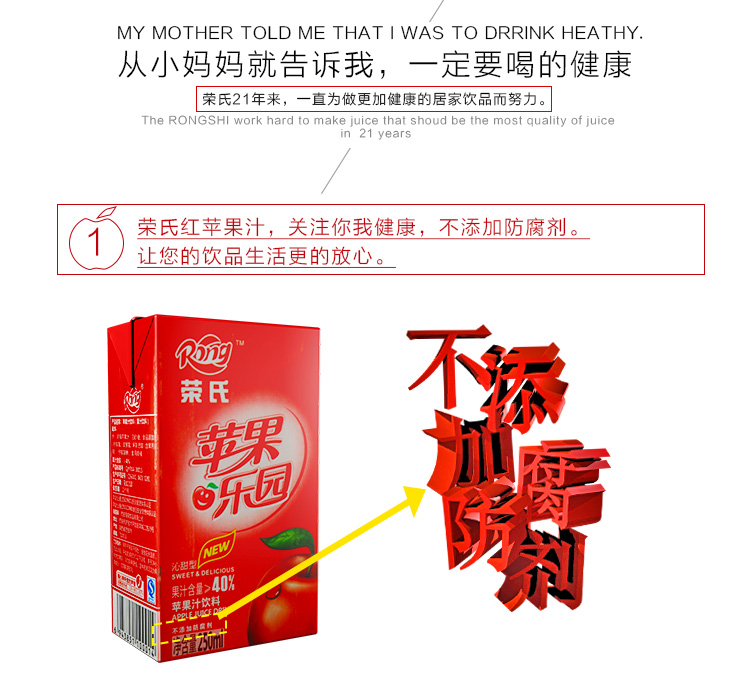 MY MOTHER TOLD ME THAT I WAS TO DRRINK HEATHY.
从小妈妈就告诉我，一定要喝的健康
荣氏21年来，一直为做更加健康的居家饮品而努力。
The RONGSHI work hard to make juice that shoud be the most quality of juice
in 21 years
1
荣氏红苹果汁，关注你我健康，不添加防腐剂。
让您的饮品生活更的放心。
Rong™
荣氏
苹果
乐园
沁甜型 NEW
SWEET & DELICIOUS
果汁含量≥40%
苹果汁饮料
APPLE JUICE DRINK
不添加防腐剂
净含量 250ml
Rong®
不添
加
防腐
剂